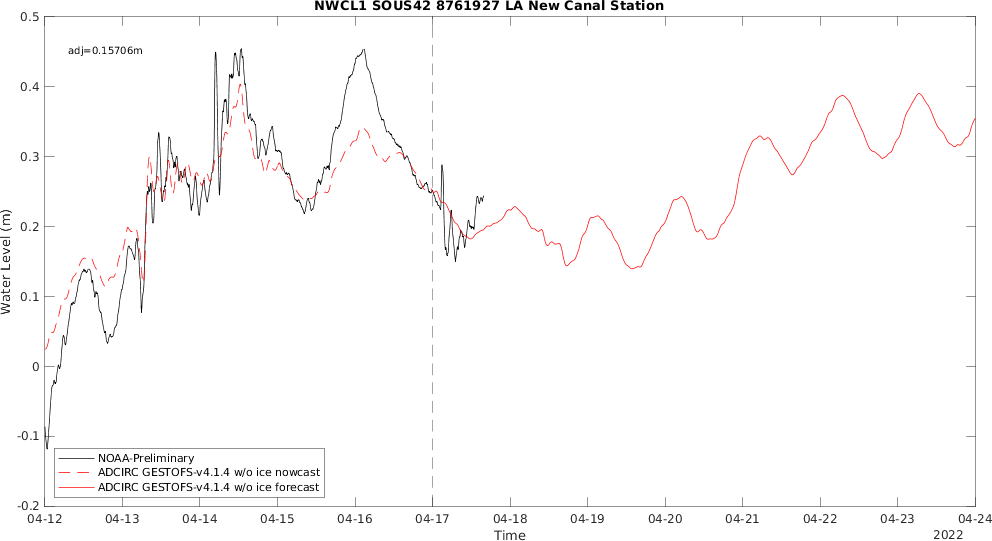 NWCL1 SOUS42 8761927 LA New Canal Station
0.5
adj=0.15706m
0.4
0.3
0.2
0.1
0
-0.1
-0.2
Water Level (m)
NOAA-Preliminary
ADCIRC GESTOFS-v4.1.4 w/o ice nowcast
ADCIRC GESTOFS-v4.1.4 w/o ice forecast
04-12 04-13 04-14 04-15 04-16 04-17 04-18 04-19 04-20 04-21 04-22 04-23 04-24
Time
2022